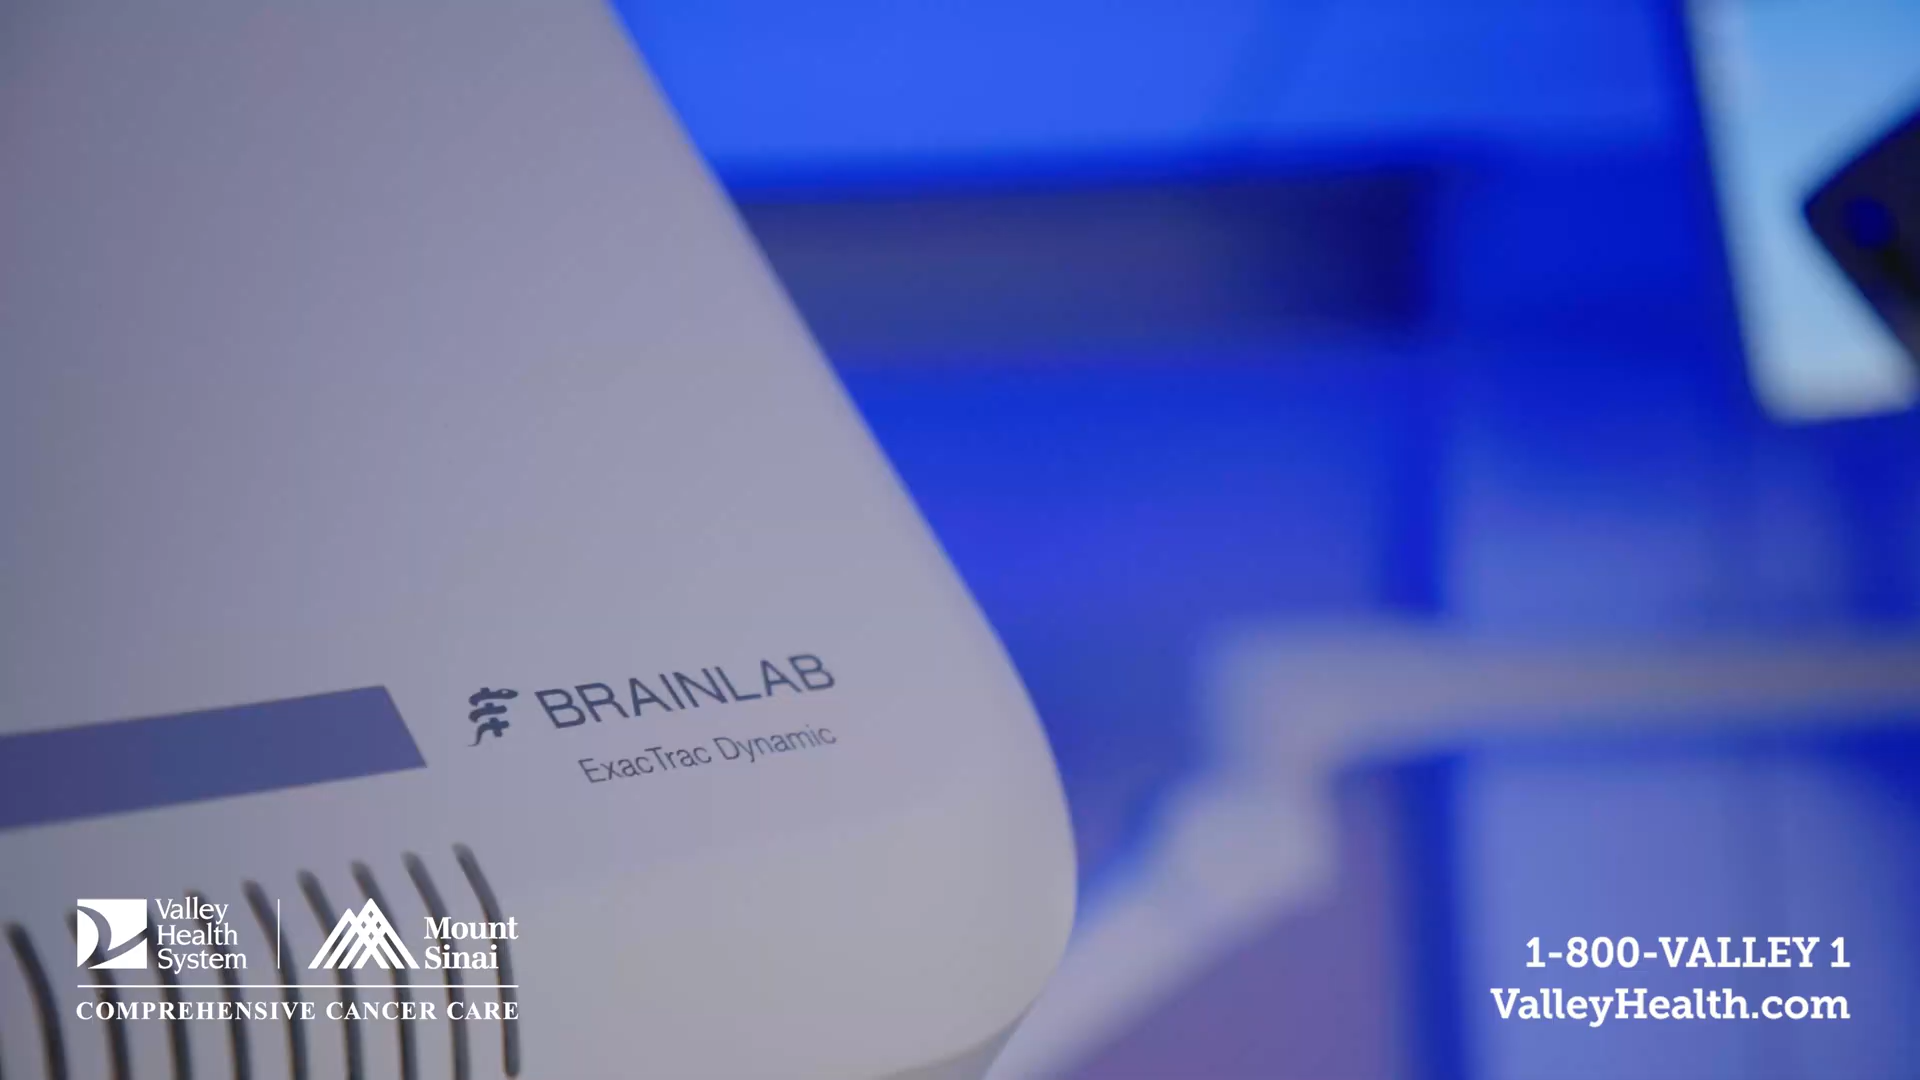 BRAINLAB
ExacTrac Dynamic
Valley
Health
System
Mount
Sinai
COMPREHENSIVE CANCER CARE
1-800-VALLEY 1
ValleyHealth.com